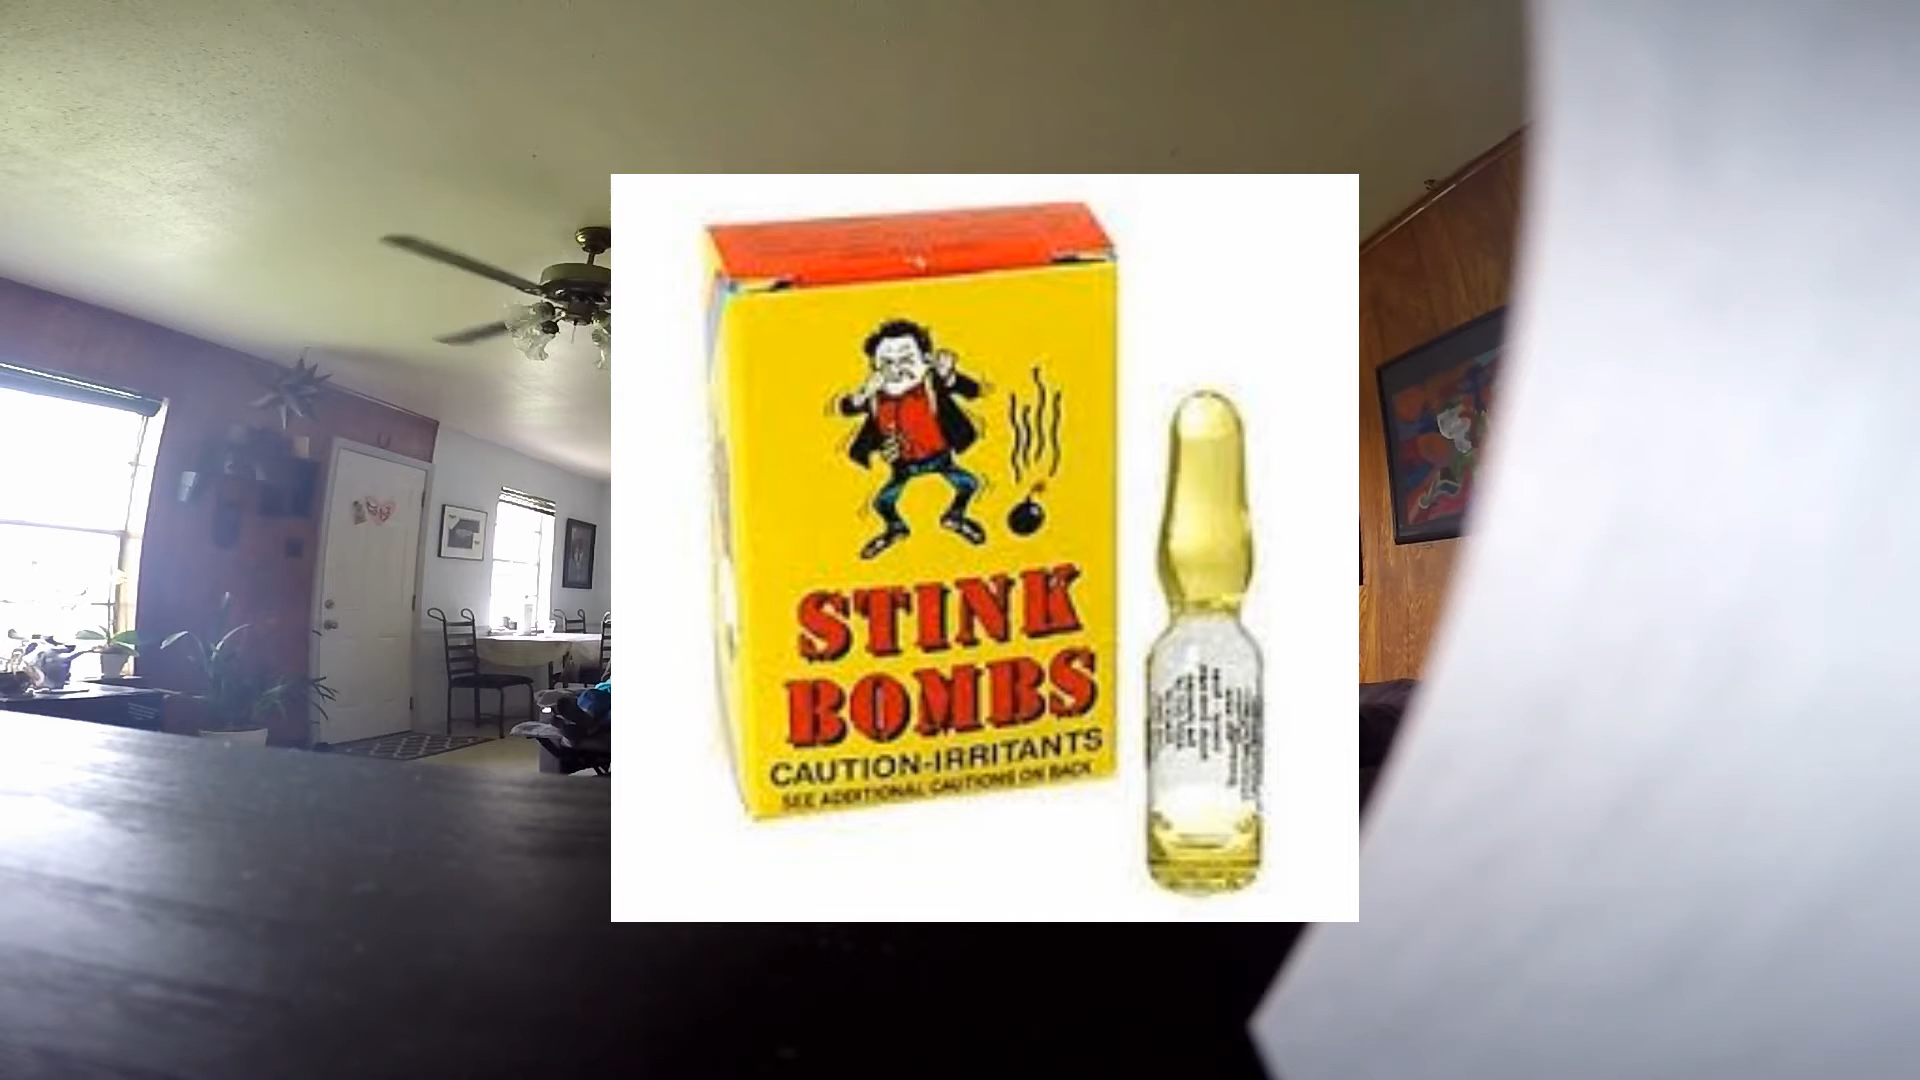 STINK
BOMBS
CAUTION-IRRITANTS
SEE ADDITIONAL CAUTIONS ON BACK